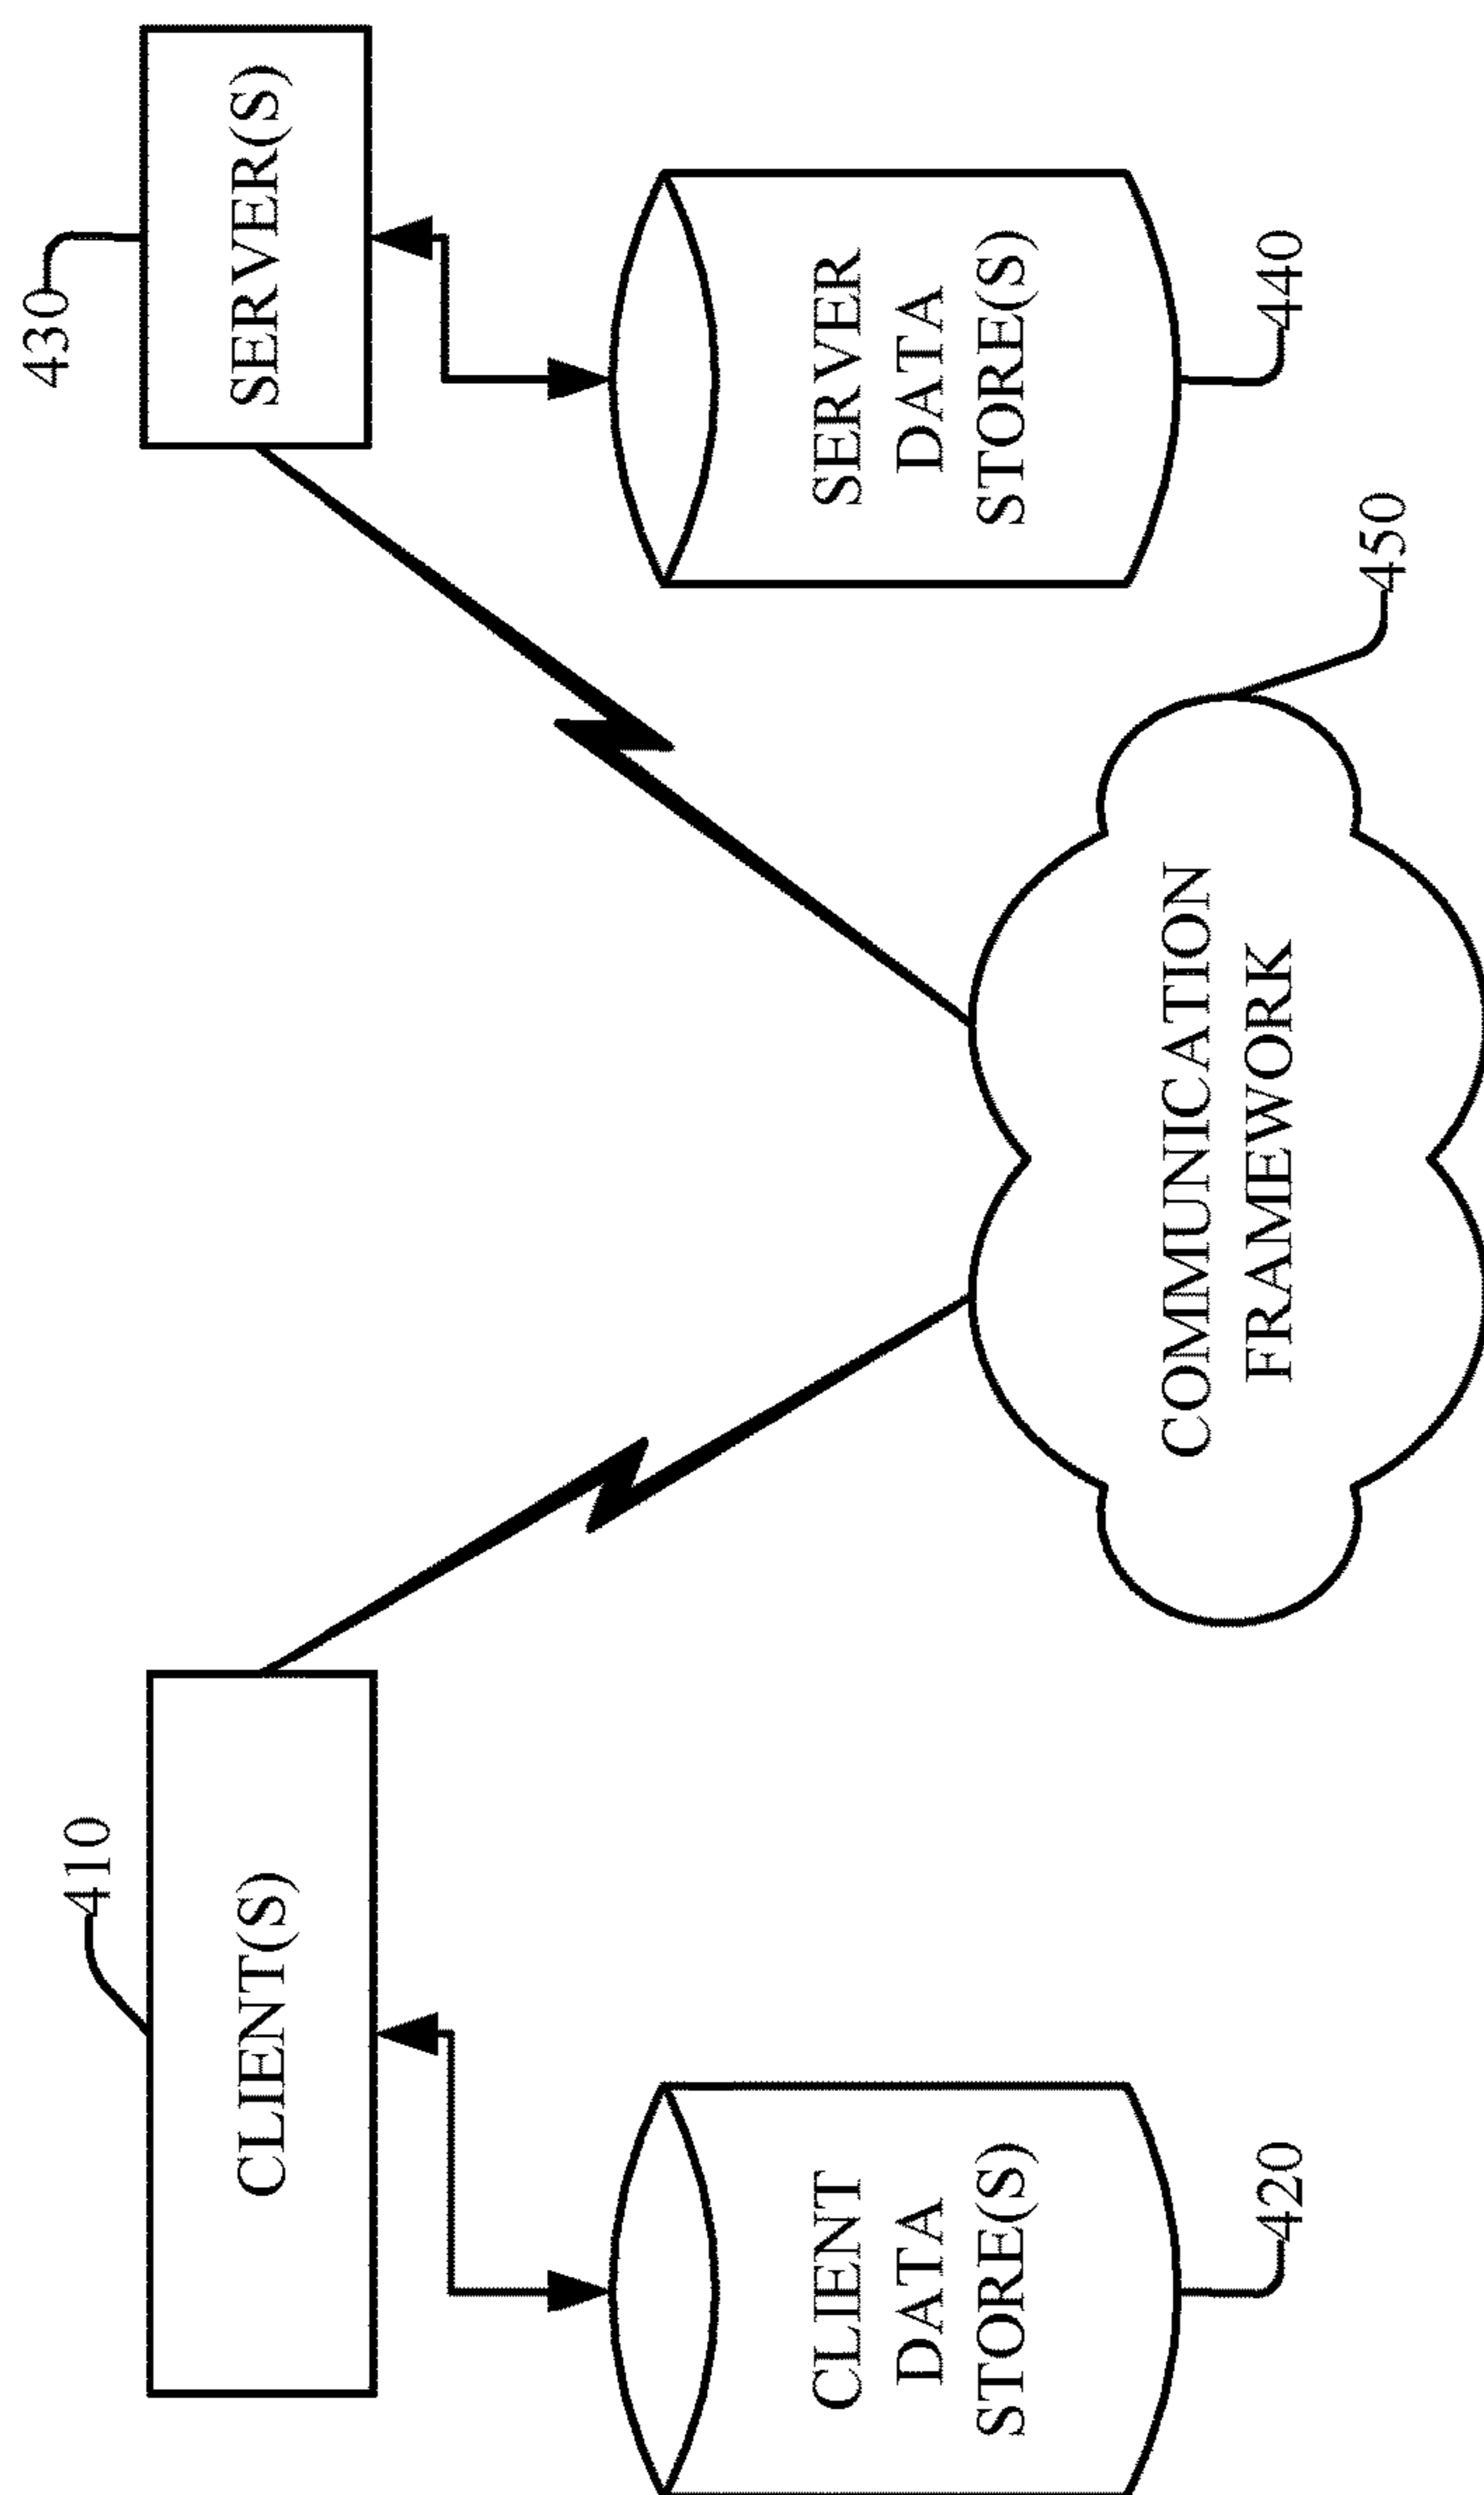 410
CLIENT(S)
430
SERVER(S)
CLIENT
DATA
STORE(S)
420
SERVER
DATA
STORE(S)
440
COMMUNICATION
FRAMEWORK
450